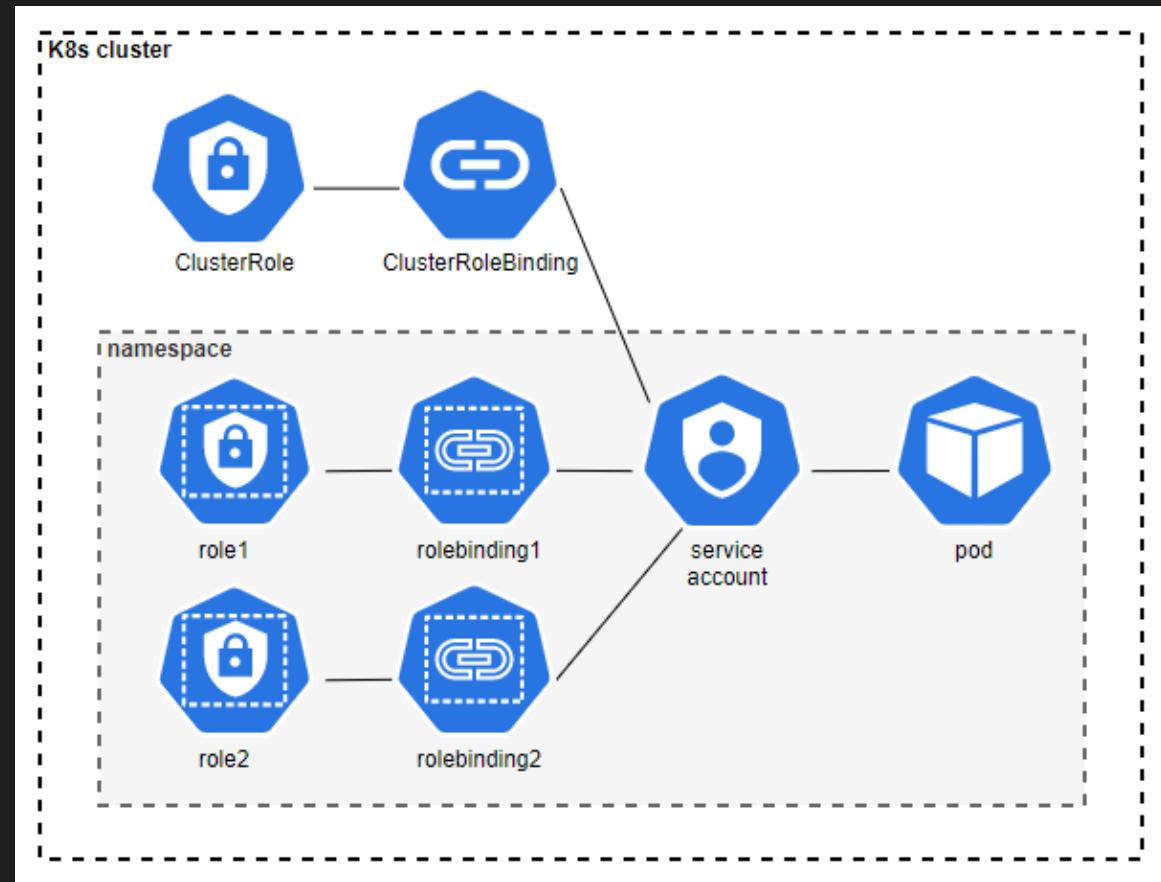 K8s cluster
ClusterRole
ClusterRoleBinding
namespace
role1
rolebinding1
service
account
pod
role2
rolebinding2